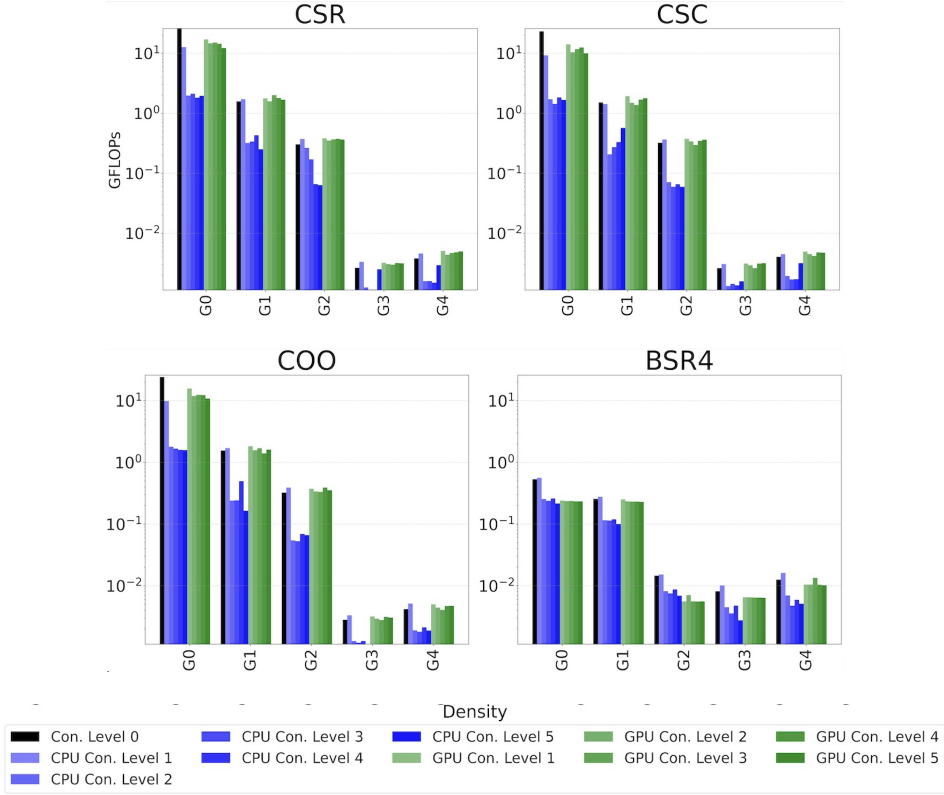 CSR
CSC
GFLOPs
10¹
10⁰
10⁻¹
10⁻²
G0
G1
G2
G3
G4
10¹
10⁰
10⁻¹
10⁻²
G0
G1
G2
G3
G4
COO
BSR4
10¹
10⁰
10⁻¹
10⁻²
G0
G1
G2
G3
G4
10¹
10⁰
10⁻¹
10⁻²
G0
G1
G2
G3
G4
Density
Con. Level 0
CPU Con. Level 1
CPU Con. Level 2
CPU Con. Level 3
CPU Con. Level 4
CPU Con. Level 5
GPU Con. Level 1
GPU Con. Level 2
GPU Con. Level 3
GPU Con. Level 4
GPU Con. Level 5